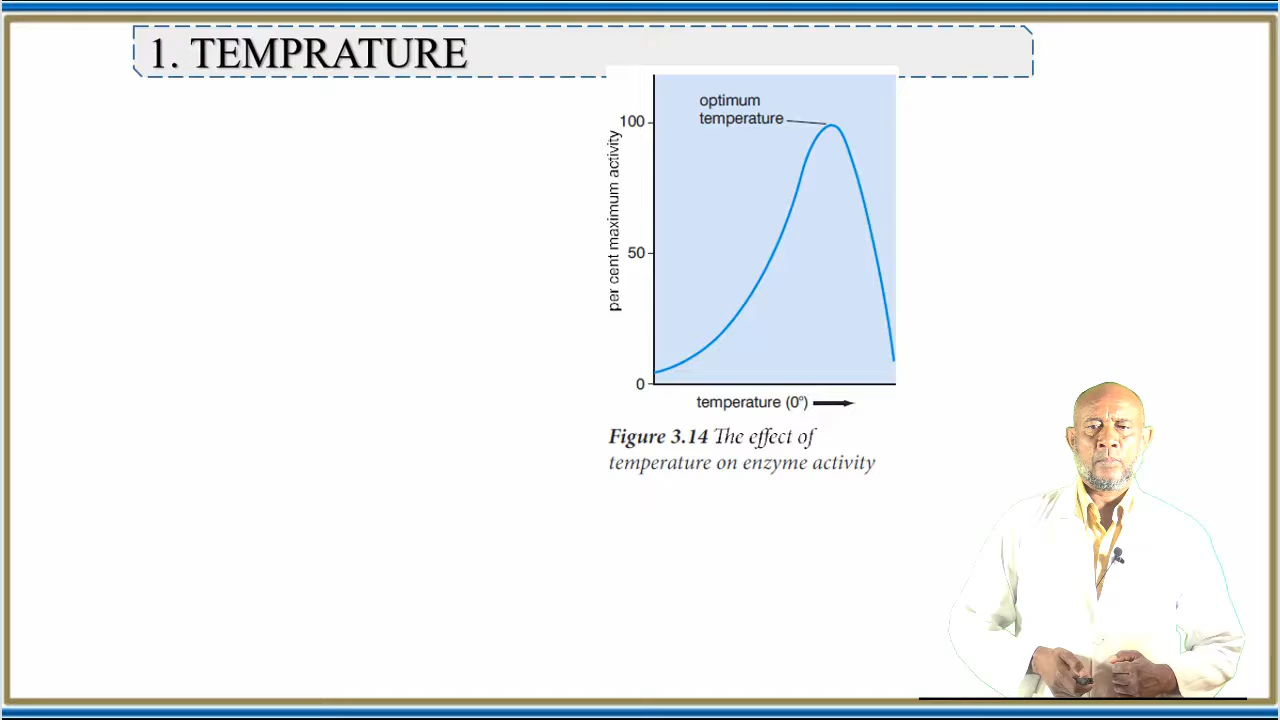 1. TEMPRATURE
optimum
temperature
100
50
0
per cent maximum activity
temperature (0°)
Figure 3.14 The effect of
temperature on enzyme activity